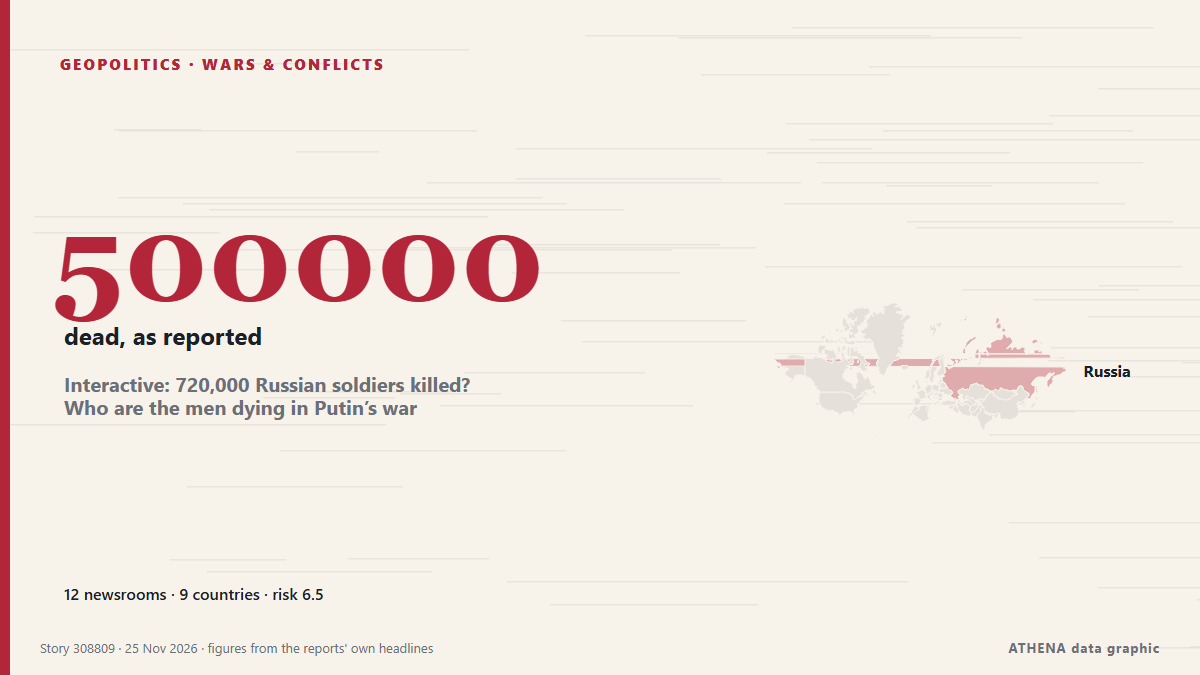 GEOPOLITICS · WARS & CONFLICTS
500000
dead, as reported
Interactive: 720,000 Russian soldiers killed?
Who are the men dying in Putin’s war
Russia
12 newsrooms · 9 countries · risk 6.5
Story 308809 · 25 Nov 2026 · figures from the reports' own headlines
ATHENA data graphic